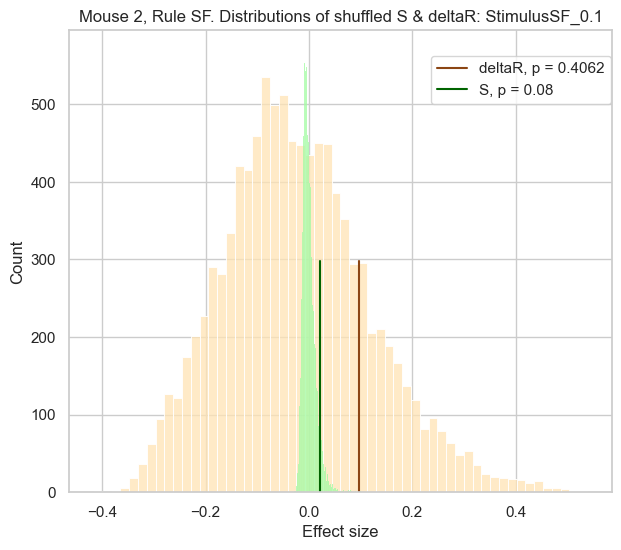 Mouse 2, Rule SF. Distributions of shuffled S & deltaR: StimulusSF_0.1
deltaR, p = 0.4062
S, p = 0.08
500
400
300
200
100
0
Count
−0.4 −0.2 0.0 0.2 0.4
Effect size